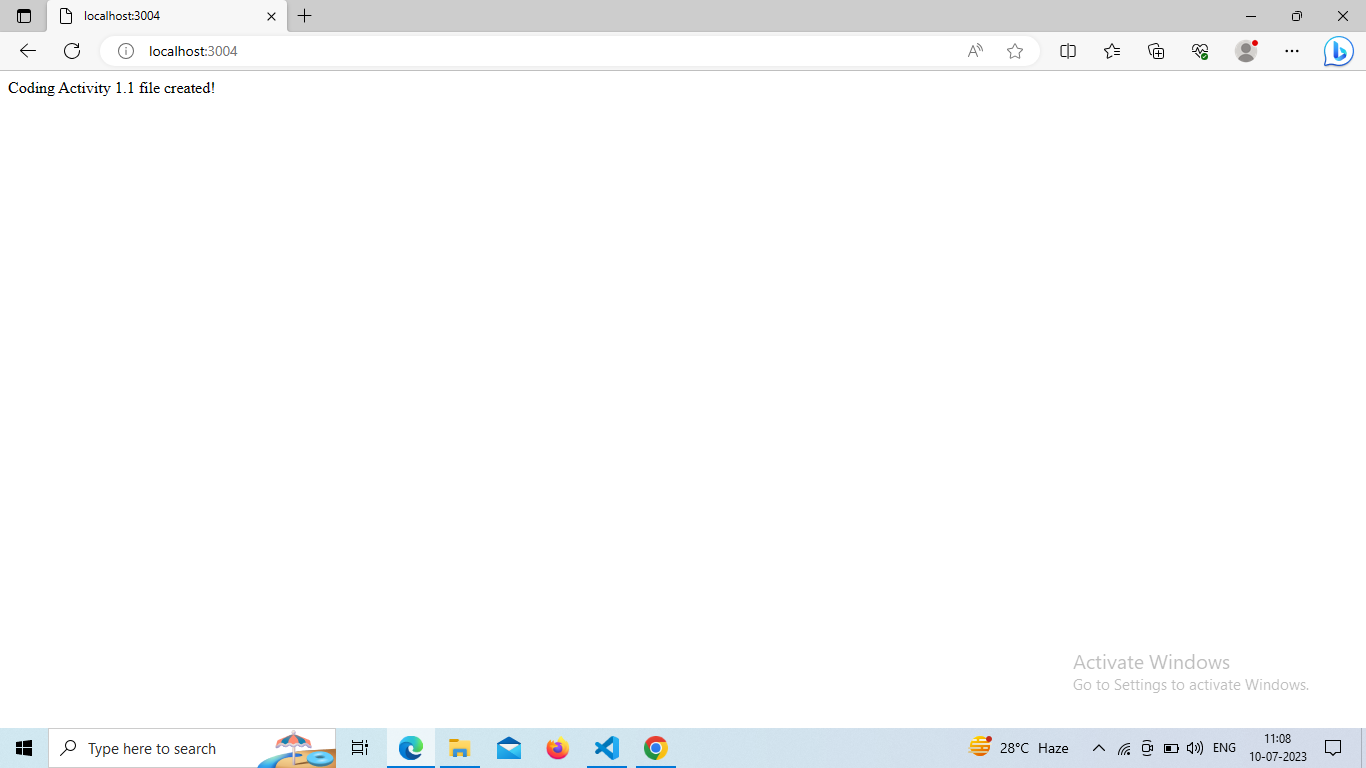 localhost:3004
localhost:3004
Coding Activity 1.1 file created!
Activate Windows
Go to Settings to activate Windows.
Type here to search
28°C Haze
ENG
11:08
10-07-2023